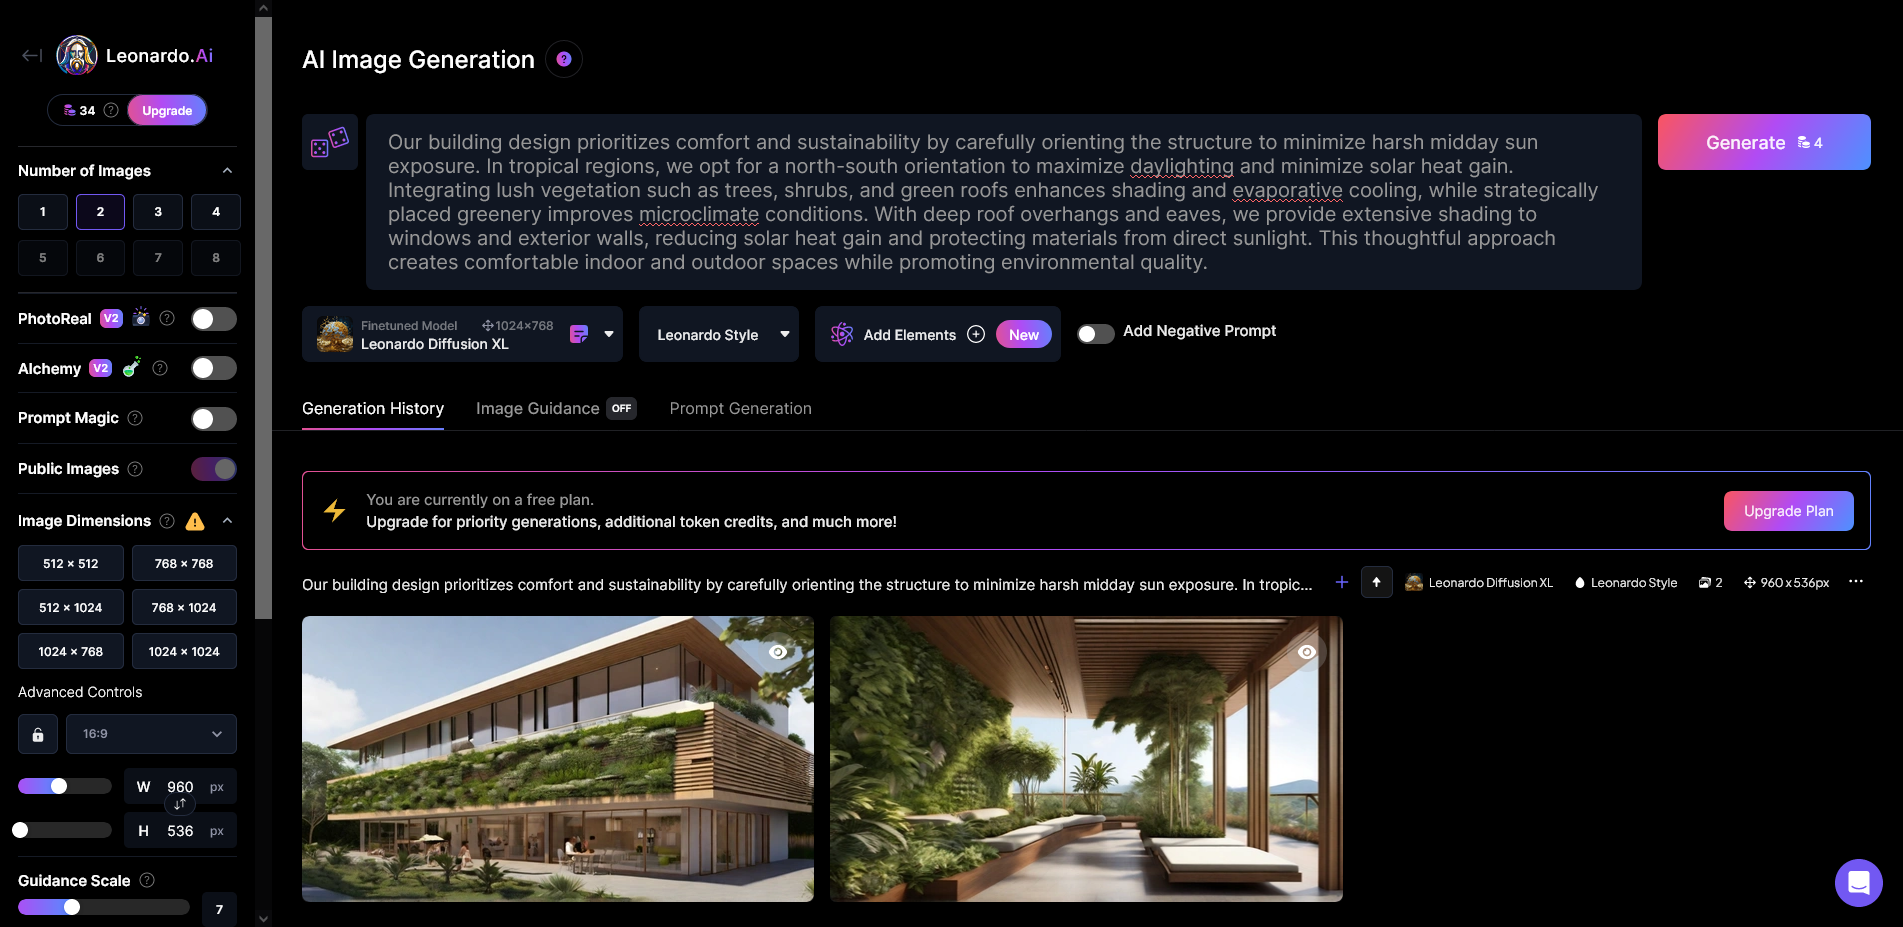 Leonardo.Ai
34
Upgrade
Number of Images
1 2 3 4
5 6 7 8
PhotoReal V2
Alchemy V2
Prompt Magic
Public Images
Image Dimensions
512 × 512 768 × 768
512 × 1024 768 × 1024
1024 × 768 1024 × 1024
Advanced Controls
16:9
W 960 px
H 536 px
Guidance Scale
7
AI Image Generation
Our building design prioritizes comfort and sustainability by carefully orienting the structure to minimize harsh midday sun
exposure. In tropical regions, we opt for a north-south orientation to maximize daylighting and minimize solar heat gain.
Integrating lush vegetation such as trees, shrubs, and green roofs enhances shading and evaporative cooling, while strategically
placed greenery improves microclimate conditions. With deep roof overhangs and eaves, we provide extensive shading to
windows and exterior walls, reducing solar heat gain and protecting materials from direct sunlight. This thoughtful approach
creates comfortable indoor and outdoor spaces while promoting environmental quality.
Generate 4
Finetuned Model 1024×768
Leonardo Diffusion XL
Leonardo Style
Add Elements New
Add Negative Prompt
Generation History Image Guidance OFF Prompt Generation
You are currently on a free plan.
Upgrade for priority generations, additional token credits, and much more!
Upgrade Plan
Our building design prioritizes comfort and sustainability by carefully orienting the structure to minimize harsh midday sun exposure. In tropic...
Leonardo Diffusion XL Leonardo Style 2 960 x 536px